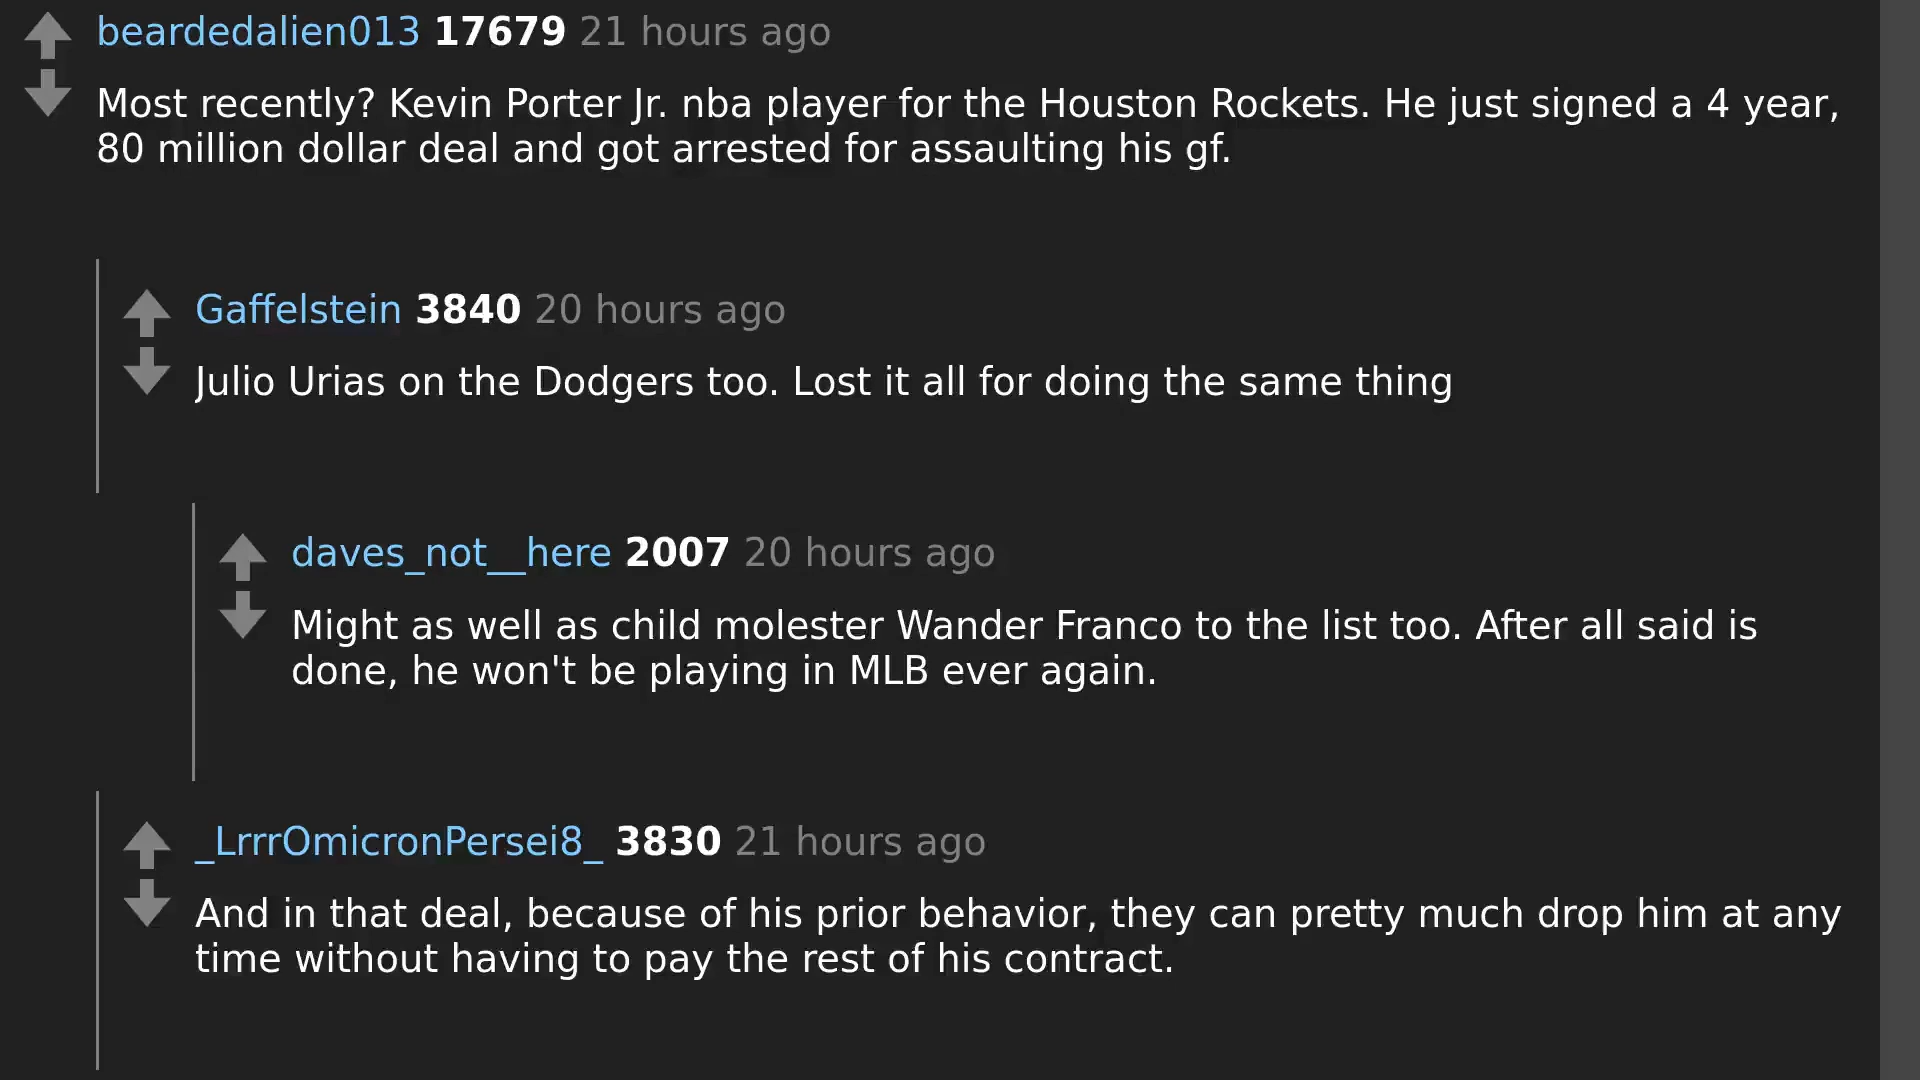 beardedalien013 17679 21 hours ago
Most recently? Kevin Porter Jr. nba player for the Houston Rockets. He just signed a 4 year,
80 million dollar deal and got arrested for assaulting his gf.
Gaffelstein 3840 20 hours ago
Julio Urias on the Dodgers too. Lost it all for doing the same thing
daves_not__here 2007 20 hours ago
Might as well as child molester Wander Franco to the list too. After all said is
done, he won't be playing in MLB ever again.
_LrrrOmicronPersei8_ 3830 21 hours ago
And in that deal, because of his prior behavior, they can pretty much drop him at any
time without having to pay the rest of his contract.